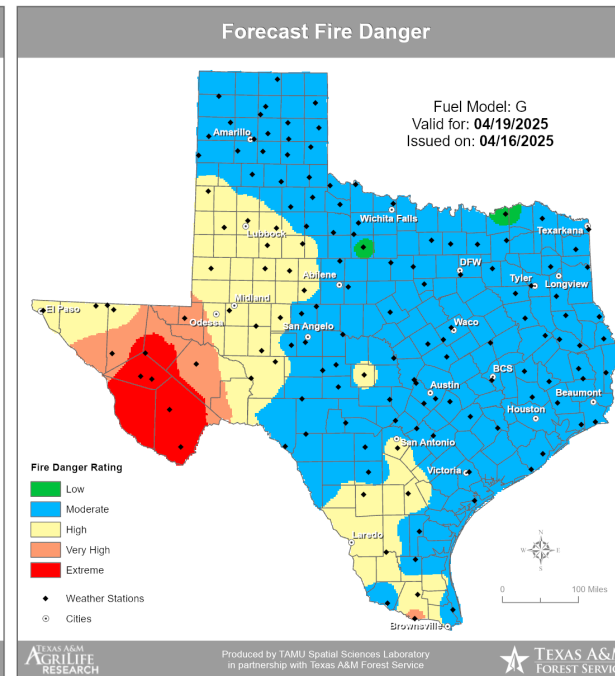 Forecast Fire Danger
Fuel Model: G
Valid for: 04/19/2025
Issued on: 04/16/2025
Amarillo
Wichita Falls
Texarkana
Lubbock
DFW
Abilene
Tyler
Longview
El Paso
Midland
Odessa
San Angelo
Waco
BCS
Austin
Beaumont
Houston
San Antonio
Victoria
Laredo
Brownsville
Fire Danger Rating
Low
Moderate
High
Very High
Extreme
Weather Stations
Cities
N
W E
S
0 100 Miles
TEXAS A&M
AGRILIFE
RESEARCH
Produced by TAMU Spatial Sciences Laboratory
in partnership with Texas A&M Forest Service
TEXAS A&M
FOREST SERVIC